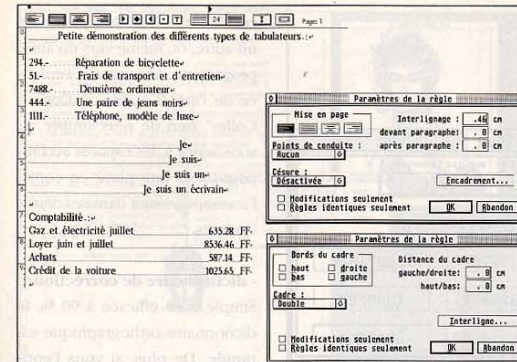 24 Pages 1
Petite démonstration des différents types de tabulateurs.:
294.- Réparation de bicyclette
51.- Frais de transport et d'entretien
7488.- Deuxième ordinateur
444.- Une paire de jeans noirs
1111.- Téléphone, modèle de luxe
Je
Je suis
Je suis un
Je suis un écrivain
Comptabilité.:
Gaz et électricité juillet 635.28 FF
Loyer juin et juillet 8536.46 FF
Achats 587.14 FF
Crédit de la voiture 1025.65 FF
Paramètres de la règle
Mise en page
Interlignage : .46 cm
devant paragraphe: . 0 cm
Points de conduite : après paragraphe : . 0 cm
Aucun
Césure :
Désactivée
Encadrement...
Modifications seulement
Règles identiques seulement OK Abandon
Paramètres de la règle
Bords du cadre
haut droite
bas gauche
Distance du cadre
gauche/droite: . 0 cm
haut/bas: . 0 cm
Cadre :
Double
Interligne...
Modifications seulement
Règles identiques seulement OK Abandon